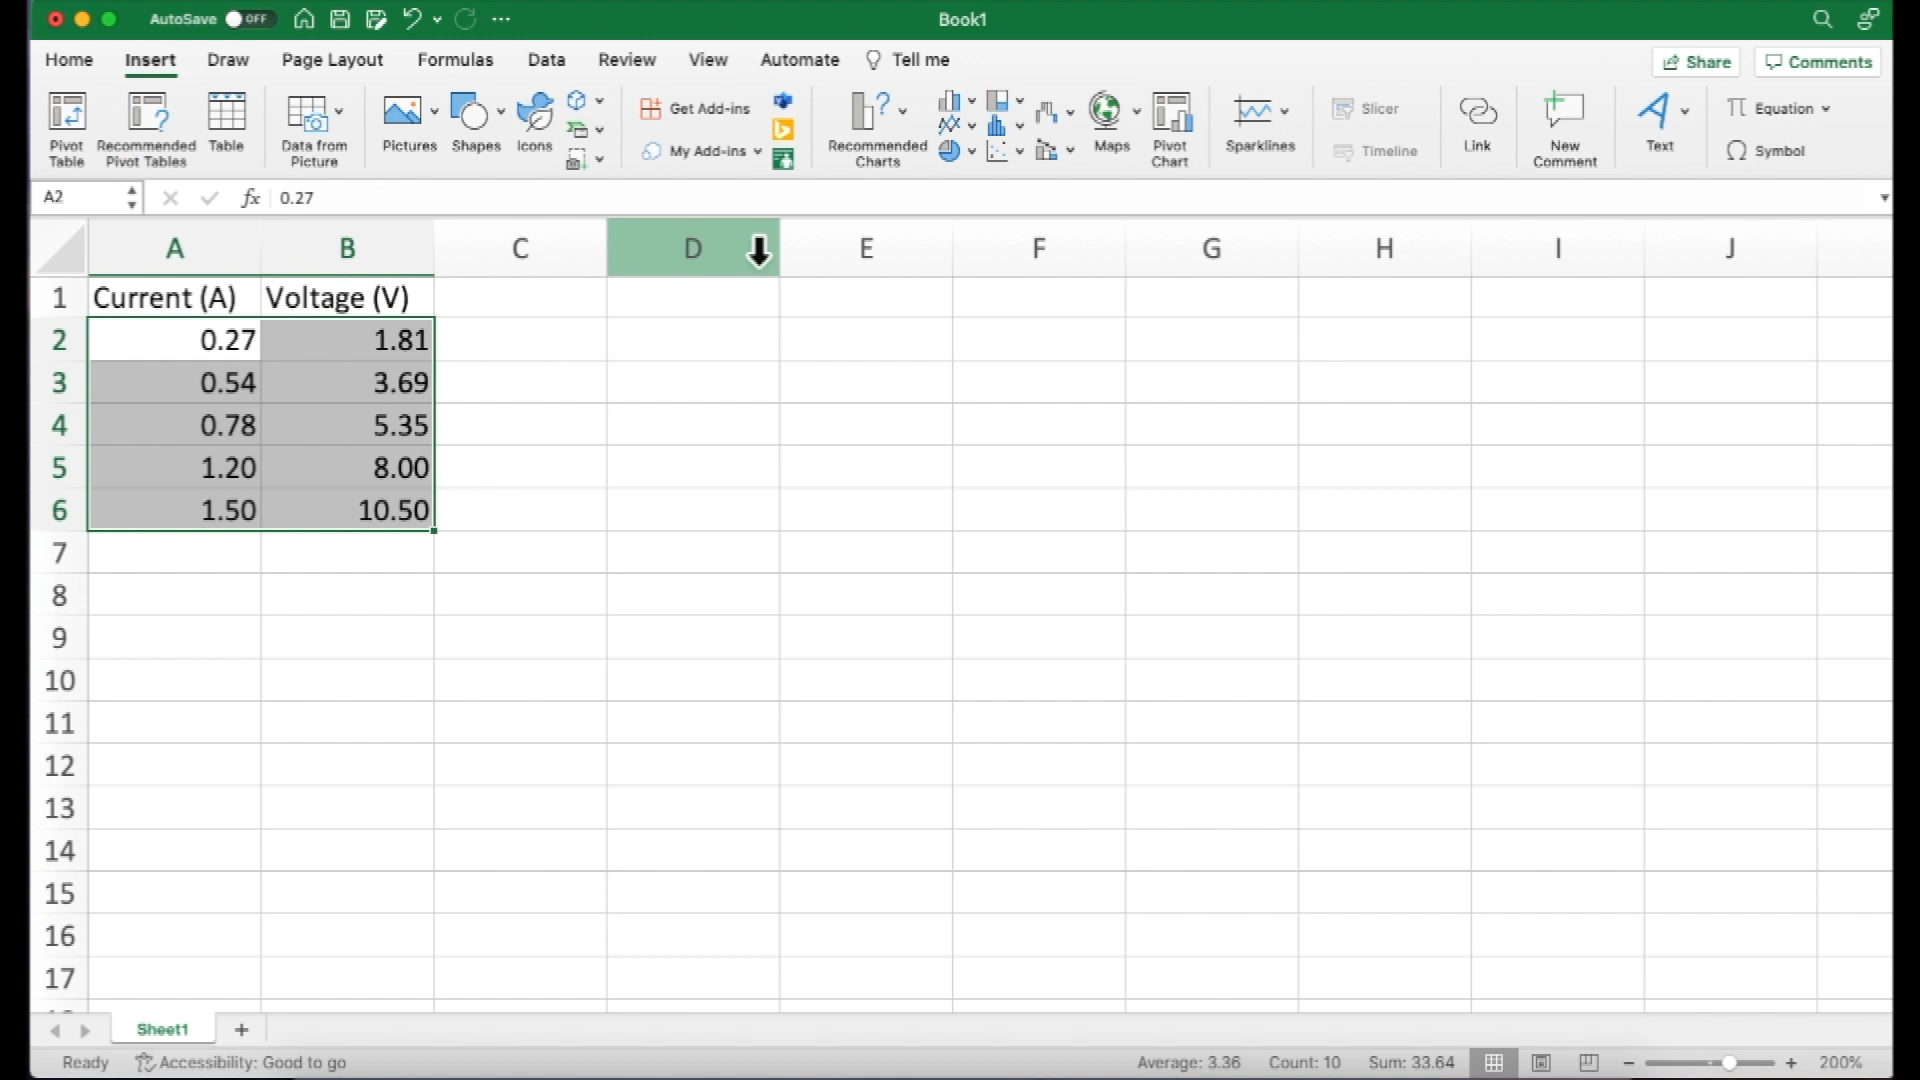 AutoSave OFF Book1
Home Insert Draw Page Layout Formulas Data Review View Automate Tell me Share Comments
Pivot Table Recommended Pivot Tables Table Data from Picture Pictures Shapes Icons Get Add-ins My Add-ins Recommended Charts Maps Pivot Chart Sparklines Slicer Timeline Link New Comment Text Equation Symbol
A2 fx 0.27
A B C D E F G H I J
1 Current (A) Voltage (V)
2 0.27 1.81
3 0.54 3.69
4 0.78 5.35
5 1.20 8.00
6 1.50 10.50
7
8
9
10
11
12
13
14
15
16
17
Sheet1 +
Ready Accessibility: Good to go Average: 3.36 Count: 10 Sum: 33.64 200%